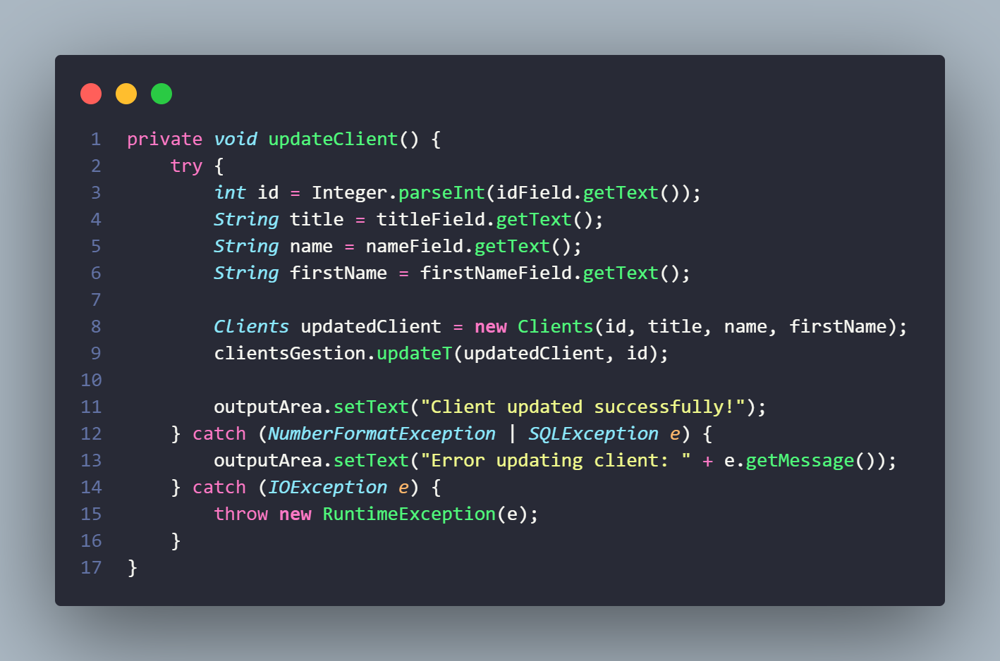 1 private void updateClient() {
2     try {
3         int id = Integer.parseInt(idField.getText());
4         String title = titleField.getText();
5         String name = nameField.getText();
6         String firstName = firstNameField.getText();
7
8         Clients updatedClient = new Clients(id, title, name, firstName);
9         clientsGestion.updateT(updatedClient, id);
10
11         outputArea.setText("Client updated successfully!");
12     } catch (NumberFormatException | SQLException e) {
13         outputArea.setText("Error updating client: " + e.getMessage());
14     } catch (IOException e) {
15         throw new RuntimeException(e);
16     }
17 }